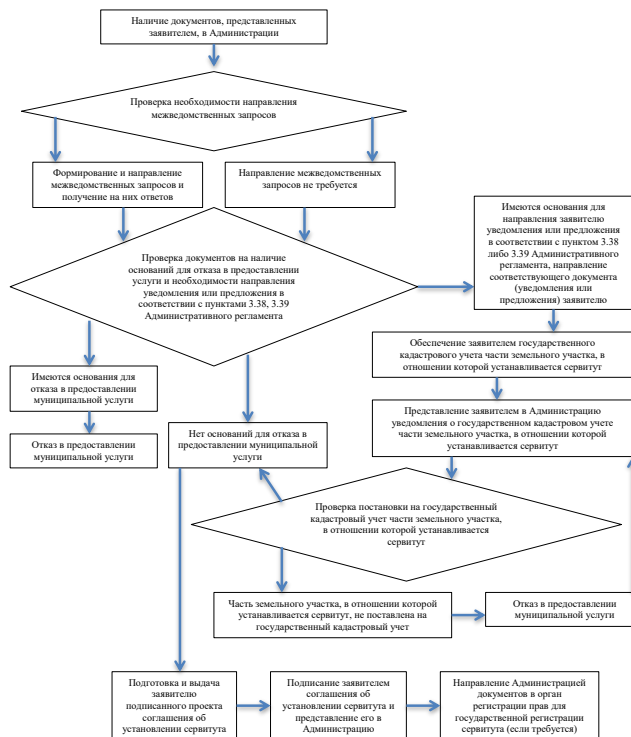 Наличие документов, представленных
заявителем, в Администрации
Проверка необходимости направления
межведомственных запросов
Формирование и направление
межведомственных запросов и
получение на них ответов
Направление межведомственных
запросов не требуется
Имеются основания для
направления заявителю
уведомления или предложения
в соответствии с пунктом 3.38
либо 3.39 Административного
регламента, направление
соответствующего документа
(уведомления или
предложения) заявителю
Проверка документов на наличие
оснований для отказа в предоставлении
услуги и необходимости направления
уведомления или предложения в
соответствии с пунктами 3.38, 3.39
Административного регламента
Обеспечение заявителем государственного
кадастрового учета части земельного участка, в
отношении которой устанавливается сервитут
Имеются основания для
отказа в предоставлении
муниципальной услуги
Представление заявителем в Администрацию
уведомления о государственном кадастровом учете
части земельного участка, в отношении которой
устанавливается сервитут
Отказ в предоставлении
муниципальной услуги
Нет оснований для отказа в
предоставлении муниципальной
услуги
Проверка постановки на государственный
кадастровый учет части земельного участка,
в отношении которой устанавливается
сервитут
Часть земельного участка, в отношении которой
устанавливается сервитут, не поставлена на
государственный кадастровый учет
Отказ в предоставлении
муниципальной услуги
Подготовка и выдача
заявителю
подписанного проекта
соглашения об
установлении сервитута
Подписание заявителем
соглашения об
установлении сервитута и
представление его в
Администрацию
Направление Администрацией
документов в орган
регистрации прав для
государственной регистрации
сервитута (если требуется)